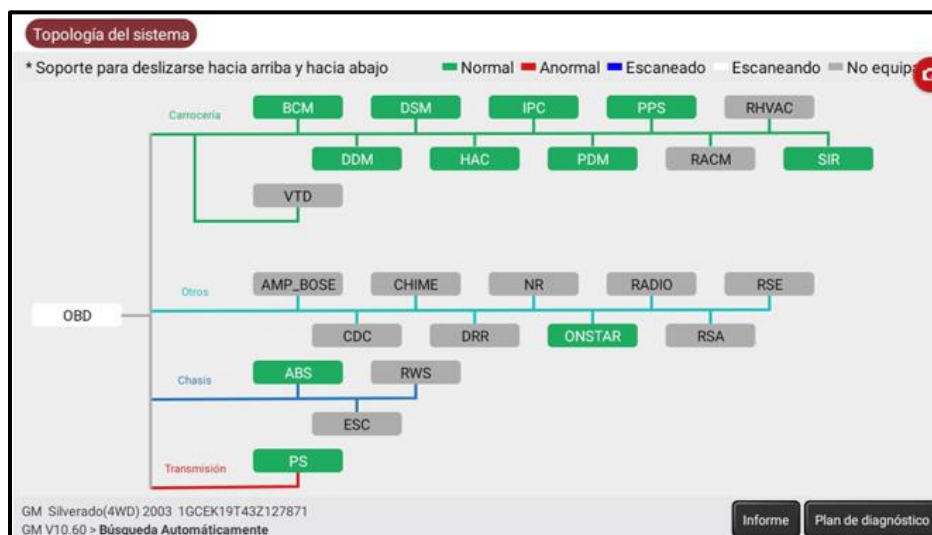 Topología del sistema
* Soporte para deslizarse hacia arriba y hacia abajo Normal Anormal Escaneado Escaneando No
Carrocería BCM DSM IPC PPS RHVAC
DDM HAC PDM RACM SIR
VTD
Otros AMP_BOSE CHIME NR RADIO RSE
OBD
CDC DRR ONSTAR RSA
Chasis ABS RWS
ESC
Transmisión PS
GM Silverado(4WD) 2003 1GCEK19T43Z127871
GM V10.60 > Búsqueda Automáticamente
Informe Plan de diagnóstico